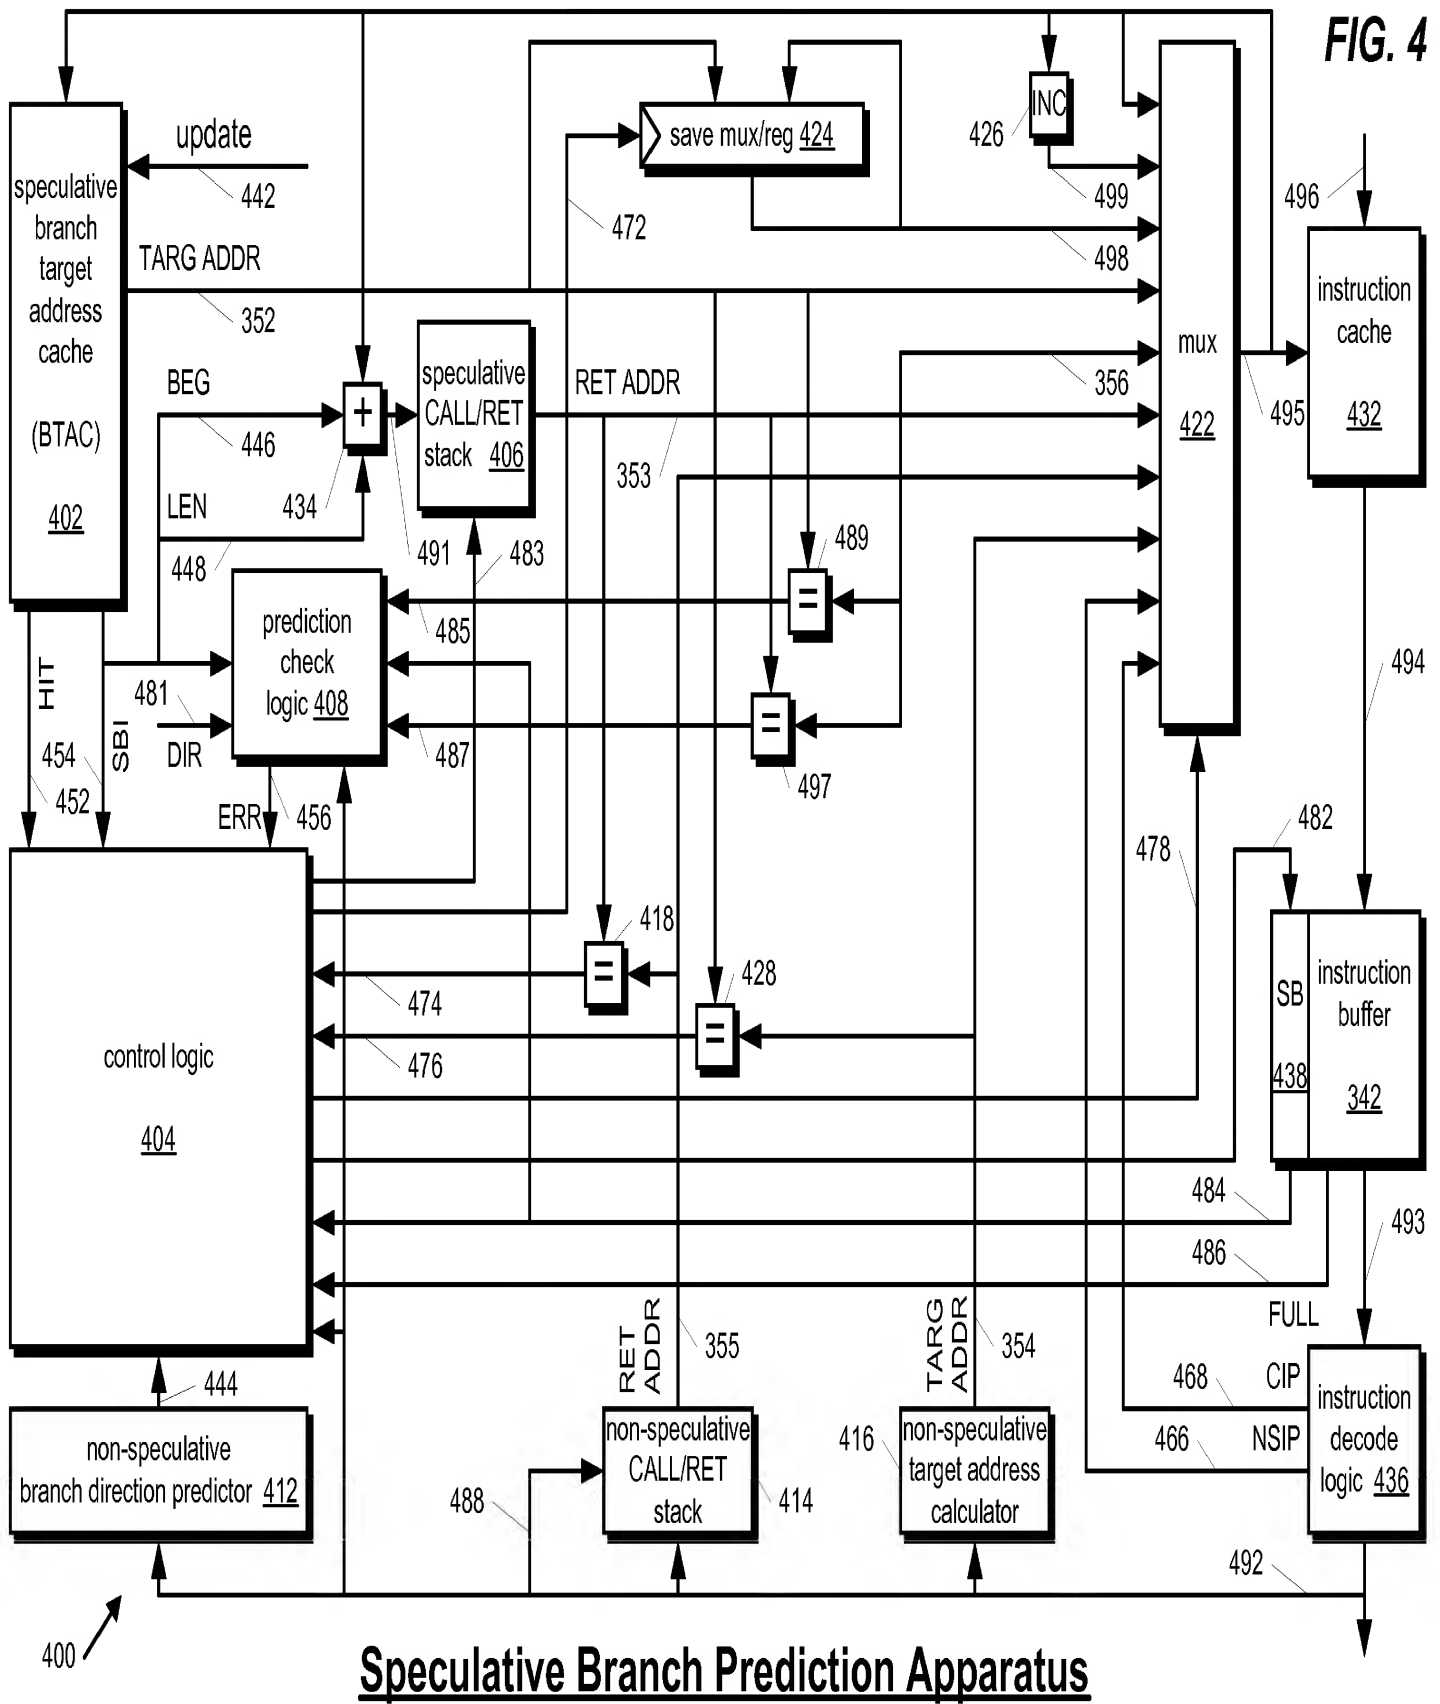 FIG. 4
update
442
speculative
branch
target
address
cache
(BTAC)
402
TARG ADDR
352
save mux/reg 424
472
INC
426
499
498
496
BEG
446
LEN
448
+
434
491
speculative
CALL/RET
stack 406
RET ADDR
353
356
mux
422
495
instruction
cache
432
483
=
489
485
prediction
check
logic 408
481
DIR
487
=
497
HIT
SBI
454
452
ERR
456
494
478
482
control logic
404
=
418
474
=
428
476
SB
438
instruction
buffer
342
484
486
493
FULL
RET
ADDR
355
TARG
ADDR
354
CIP
468
NSIP
466
instruction
decode
logic 436
444
non-speculative
branch direction predictor 412
488
non-speculative
CALL/RET
stack
414
416
non-speculative
target address
calculator
492
400
Speculative Branch Prediction Apparatus